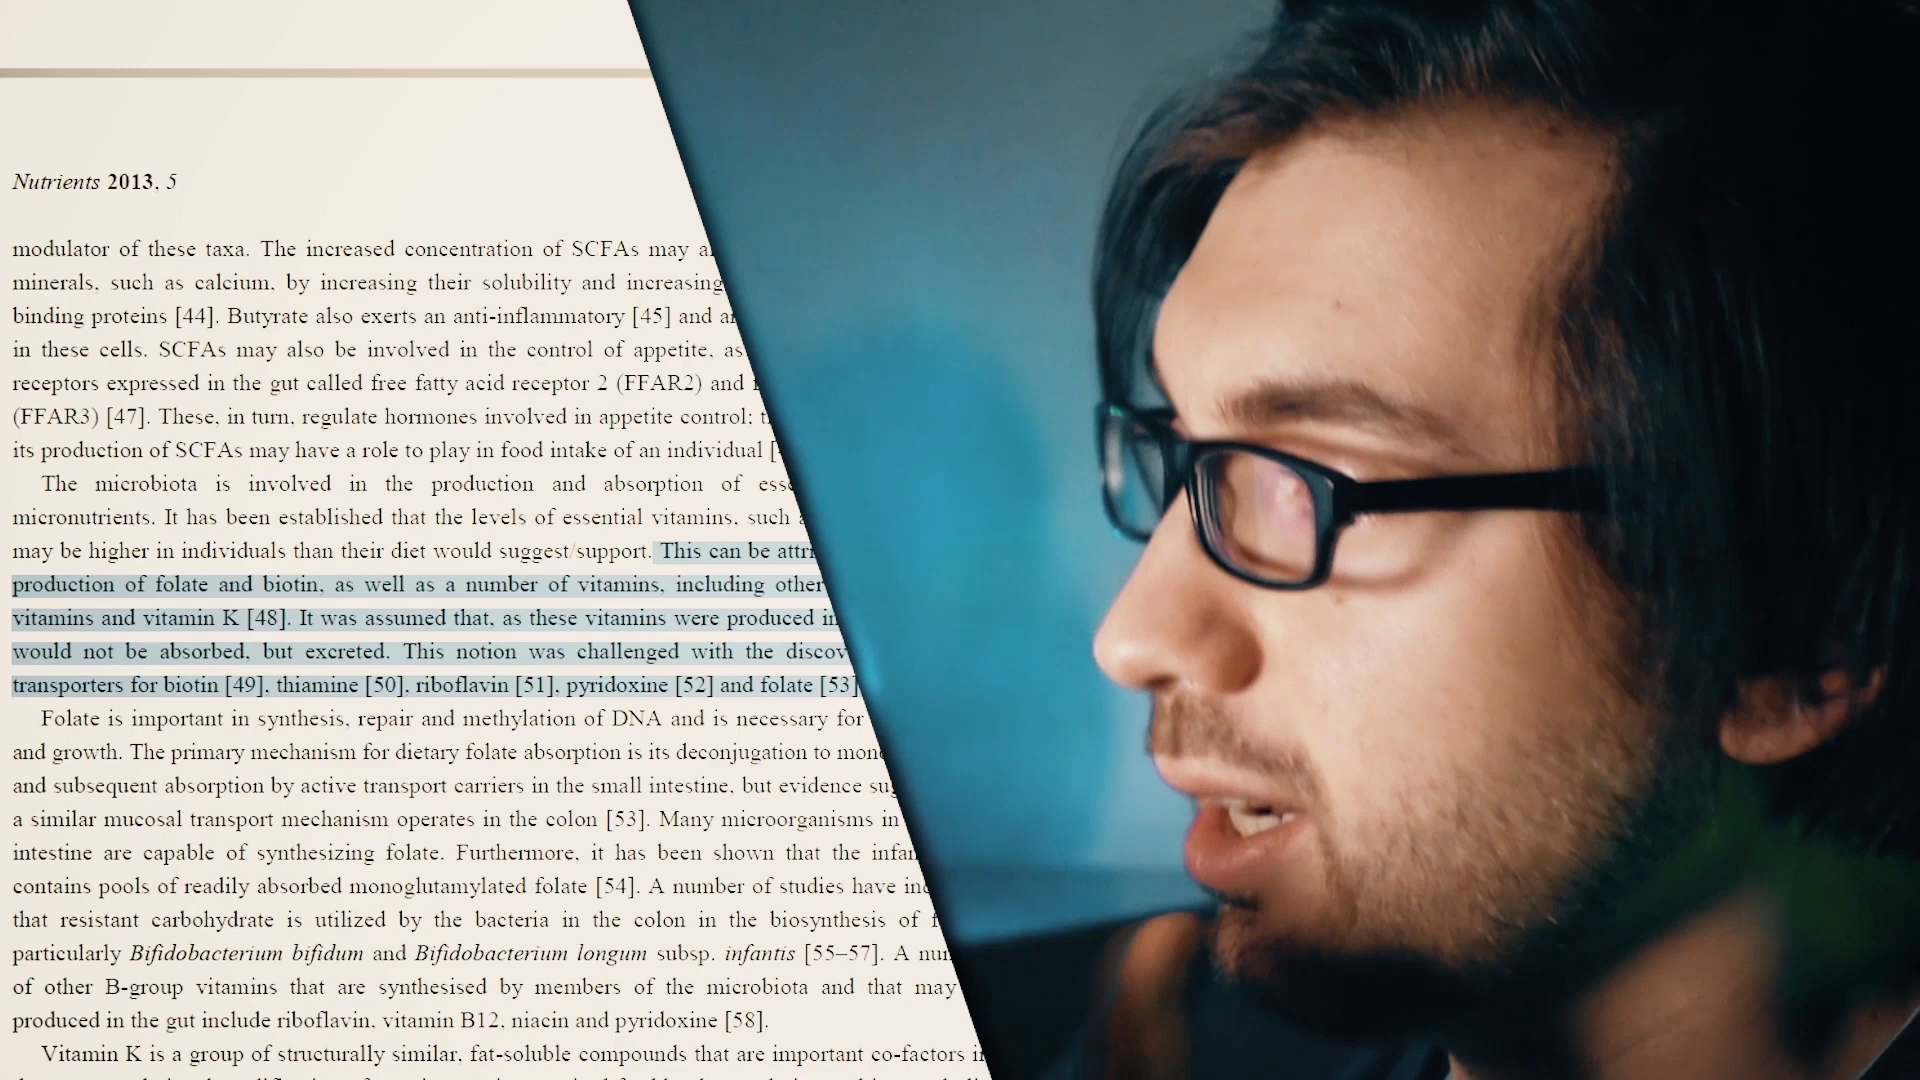 Nutrients 2013, 5
modulator of these taxa. The increased concentration of SCFAs may
minerals, such as calcium, by increasing their solubility and increasing
binding proteins [44]. Butyrate also exerts an anti-inflammatory [45] and
in these cells. SCFAs may also be involved in the control of appetite, as
receptors expressed in the gut called free fatty acid receptor 2 (FFAR2) and
(FFAR3) [47]. These, in turn, regulate hormones involved in appetite control;
its production of SCFAs may have a role to play in food intake of an individual
The microbiota is involved in the production and absorption of
micronutrients. It has been established that the levels of essential vitamins, such
may be higher in individuals than their diet would suggest/support. This can be
production of folate and biotin, as well as a number of vitamins, including other
vitamins and vitamin K [48]. It was assumed that, as these vitamins were produced in
would not be absorbed, but excreted. This notion was challenged with the
transporters for biotin [49], thiamine [50], riboflavin [51], pyridoxine [52] and folate [53]
Folate is important in synthesis, repair and methylation of DNA and is necessary for
and growth. The primary mechanism for dietary folate absorption is its deconjugation to
and subsequent absorption by active transport carriers in the small intestine, but evidence
a similar mucosal transport mechanism operates in the colon [53]. Many microorganisms in
intestine are capable of synthesizing folate. Furthermore, it has been shown that the
contains pools of readily absorbed monoglutamylated folate [54]. A number of studies have
that resistant carbohydrate is utilized by the bacteria in the colon in the biosynthesis of
particularly Bifidobacterium bifidum and Bifidobacterium longum subsp. infantis [55–57]. A
of other B-group vitamins that are synthesised by members of the microbiota and that may
produced in the gut include riboflavin, vitamin B12, niacin and pyridoxine [58].
Vitamin K is a group of structurally similar, fat-soluble compounds that are important co-factors